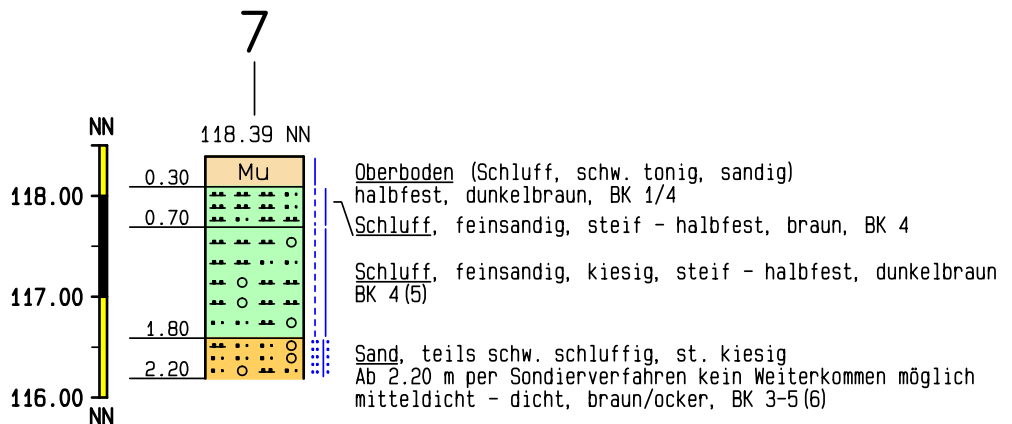 7
118.39 NN
NN
118.00
117.00
116.00
NN
0.30
0.70
1.80
2.20
Mu
Oberboden (Schluff, schw. tonig, sandig)
halbfest, dunkelbraun, BK 1/4
Schluff, feinsandig, steif - halbfest, braun, BK 4
Schluff, feinsandig, kiesig, steif - halbfest, dunkelbraun
BK 4(5)
Sand, teils schw. schluffig, st. kiesig
Ab 2.20 m per Sondierverfahren kein Weiterkommen möglich
mitteldicht - dicht, braun/ocker, BK 3-5(6)